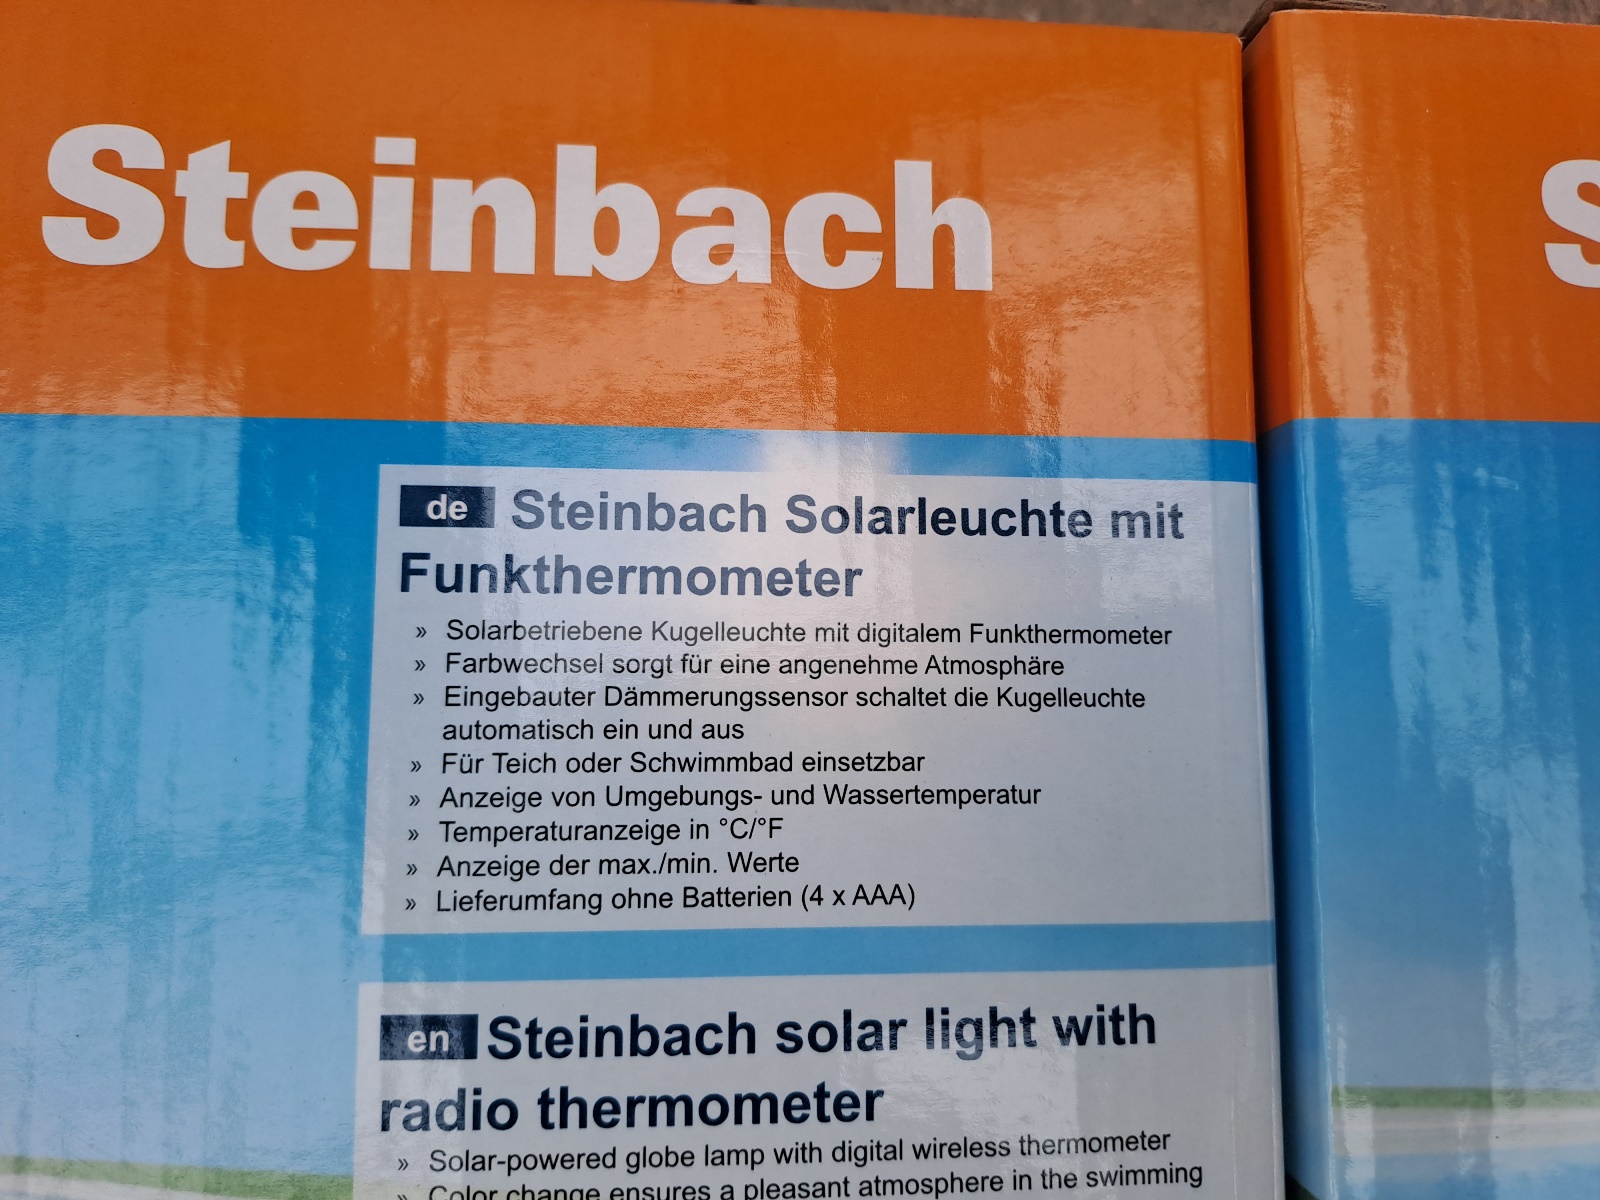 Steinbach
S
de Steinbach Solarleuchte mit
Funkthermometer
» Solarbetriebene Kugelleuchte mit digitalem Funkthermometer
» Farbwechsel sorgt für eine angenehme Atmosphäre
» Eingebauter Dämmerungssensor schaltet die Kugelleuchte
automatisch ein und aus
» Für Teich oder Schwimmbad einsetzbar
» Anzeige von Umgebungs- und Wassertemperatur
» Temperaturanzeige in °C/°F
» Anzeige der max./min. Werte
» Lieferumfang ohne Batterien (4 x AAA)
en Steinbach solar light with
radio thermometer
» Solar-powered globe lamp with digital wireless thermometer
» Color change ensures a pleasant atmosphere in the swimming